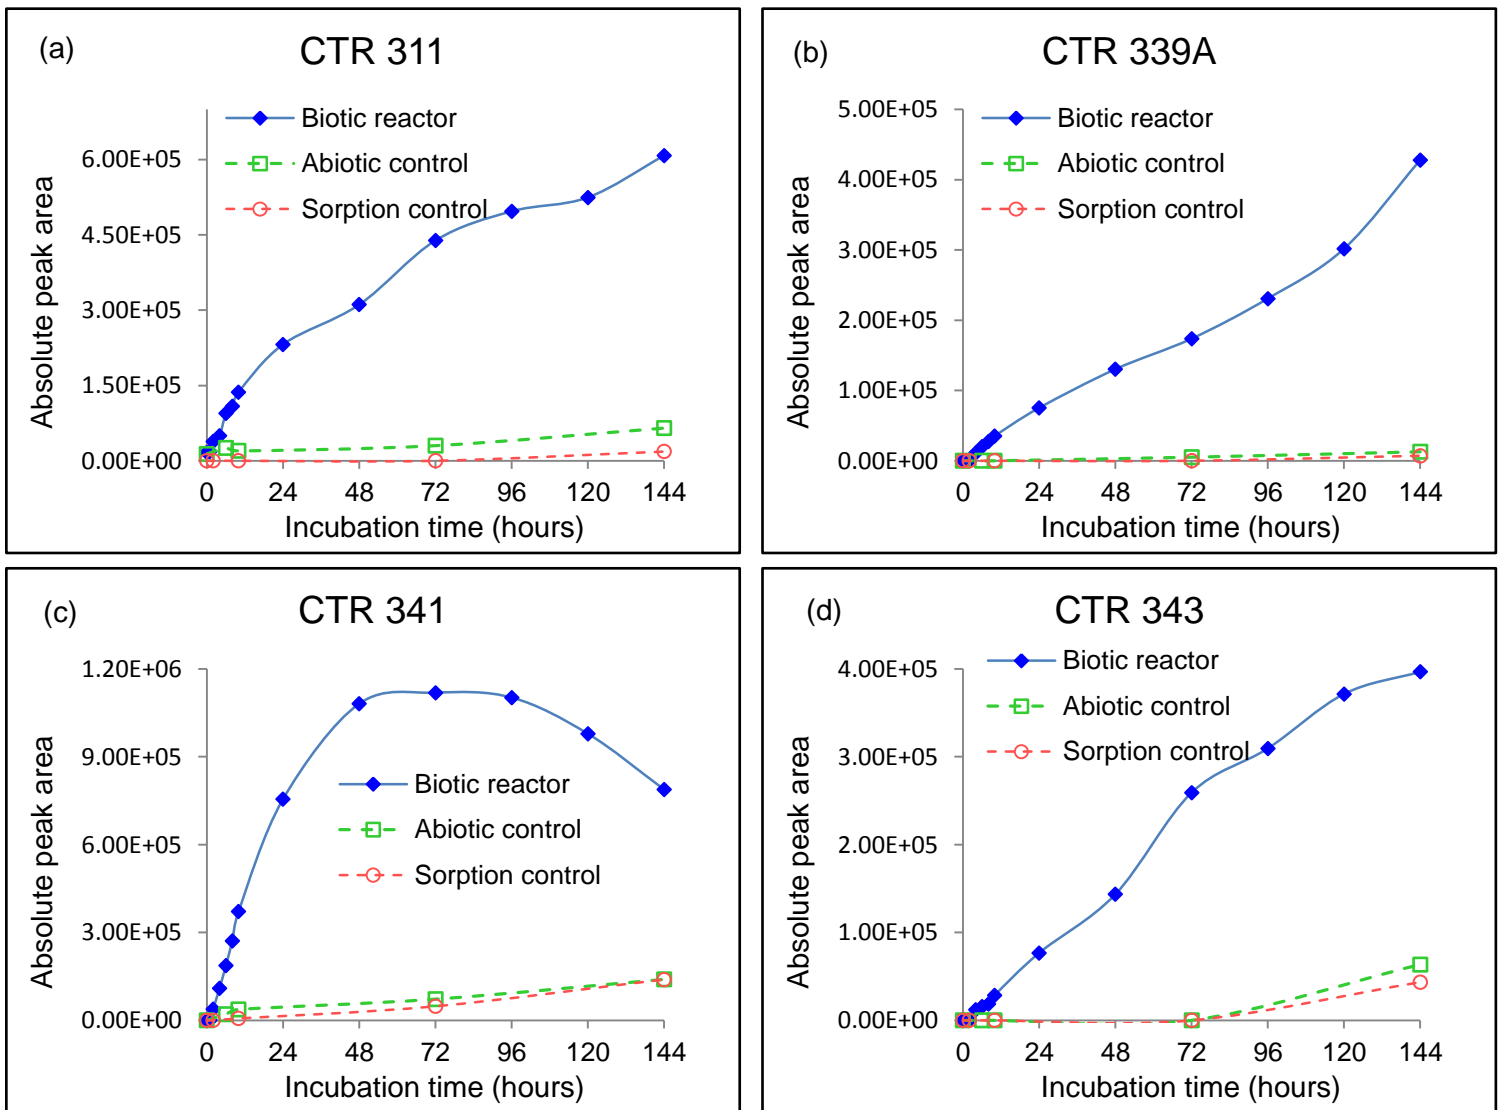 (a)
CTR 311
Biotic reactor
Abiotic control
Sorption control
Absolute peak area
6.00E+05
4.50E+05
3.00E+05
1.50E+05
0.00E+00
0 24 48 72 96 120 144
Incubation time (hours)
(b)
CTR 339A
Biotic reactor
Abiotic control
Sorption control
Absolute peak area
5.00E+05
4.00E+05
3.00E+05
2.00E+05
1.00E+05
0.00E+00
0 24 48 72 96 120 144
Incubation time (hours)
(c)
CTR 341
Biotic reactor
Abiotic control
Sorption control
Absolute peak area
1.20E+06
9.00E+05
6.00E+05
3.00E+05
0.00E+00
0 24 48 72 96 120 144
Incubation time (hours)
(d)
CTR 343
Biotic reactor
Abiotic control
Sorption control
Absolute peak area
4.00E+05
3.00E+05
2.00E+05
1.00E+05
0.00E+00
0 24 48 72 96 120 144
Incubation time (hours)